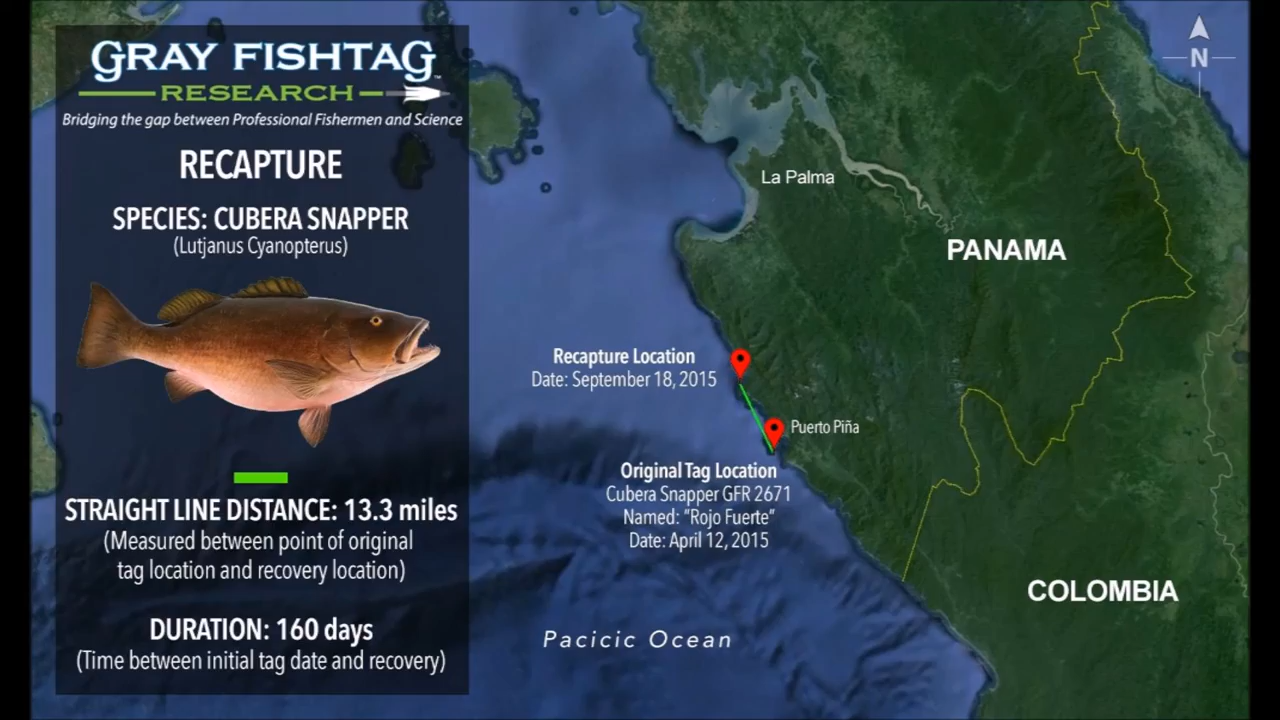 GRAY FISHTAG
RESEARCH
Bridging the gap between Professional Fishermen and Science
RECAPTURE
SPECIES: CUBERA SNAPPER
(Lutjanus Cyanopterus)
STRAIGHT LINE DISTANCE: 13.3 miles
(Measured between point of original
tag location and recovery location)
DURATION: 160 days
(Time between initial tag date and recovery)
N
La Palma
PANAMA
Recapture Location
Date: September 18, 2015
Puerto Piña
Original Tag Location
Cubera Snapper GFR 2671
Named: "Rojo Fuerte"
Date: April 12, 2015
COLOMBIA
Pacicic Ocean